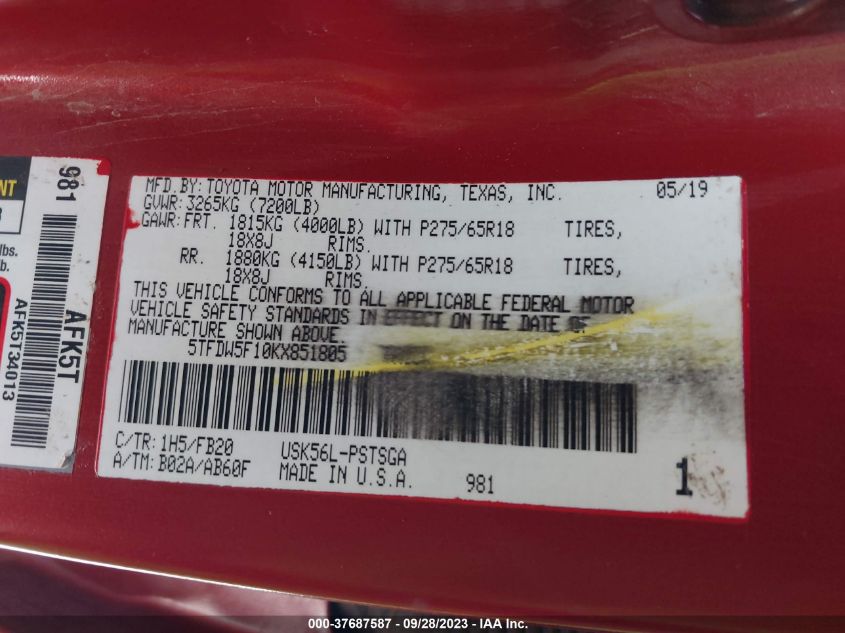 MFD.BY:TOYOTA MOTOR MANUFACTURING, TEXAS, INC. 05/19
GVWR:3265KG (7200LB)
GAWR:FRT. 1815KG (4000LB) WITH P275/65R18 TIRES,
18X8J RIMS.
RR. 1880KG (4150LB) WITH P275/65R18 TIRES,
18X8J RIMS.
THIS VEHICLE CONFORMS TO ALL APPLICABLE FEDERAL MOTOR
VEHICLE SAFETY STANDARDS IN EFFECT ON THE DATE OF
MANUFACTURE SHOWN ABOVE.
5TFDW5F10KX851805
C/TR:1H5/FB20 USK56L-PSTSGA
A/TM:B02A/AB60F MADE IN U.S.A. 981 1
981
AFK5T
AFK5T34013
NT
lbs.
b.
000-37687587 - 09/28/2023 - IAA Inc.